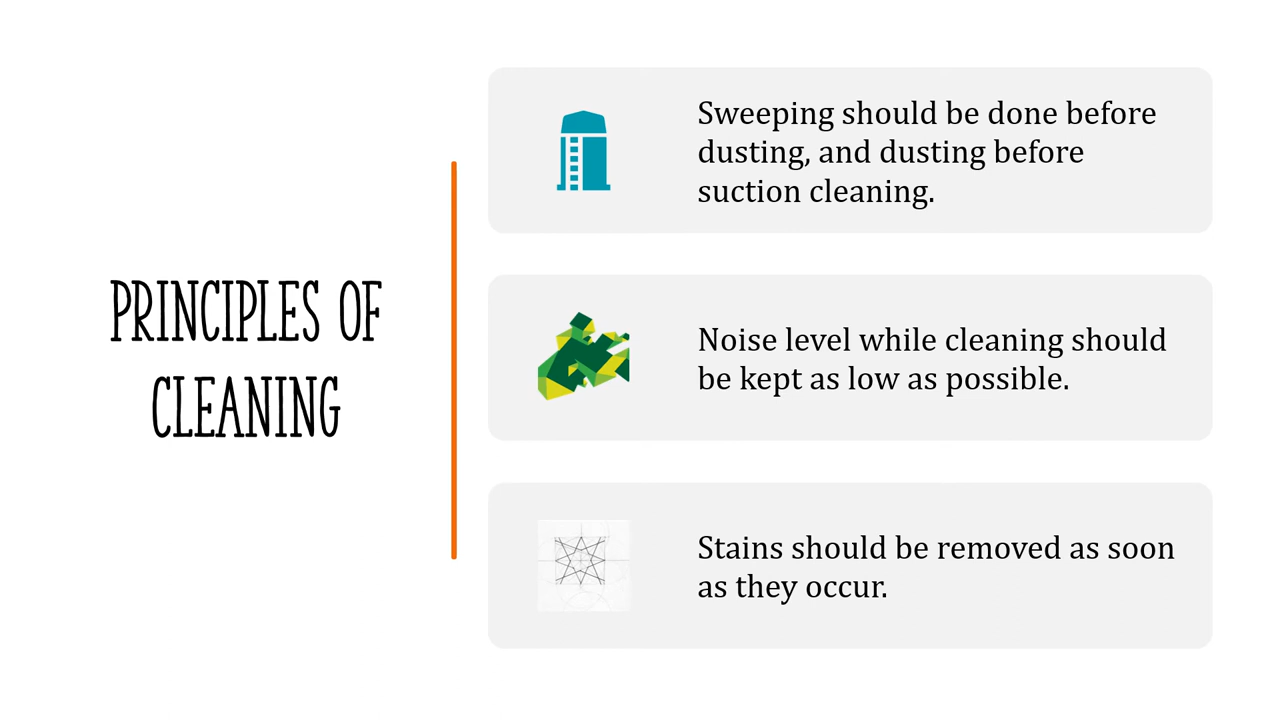 PRINCIPLES OF
CLEANING
Sweeping should be done before
dusting, and dusting before
suction cleaning.
Noise level while cleaning should
be kept as low as possible.
Stains should be removed as soon
as they occur.